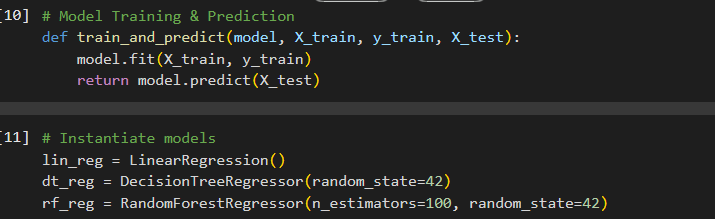 [10] # Model Training & Prediction
def train_and_predict(model, X_train, y_train, X_test):
    model.fit(X_train, y_train)
    return model.predict(X_test)
[11] # Instantiate models
lin_reg = LinearRegression()
dt_reg = DecisionTreeRegressor(random_state=42)
rf_reg = RandomForestRegressor(n_estimators=100, random_state=42)